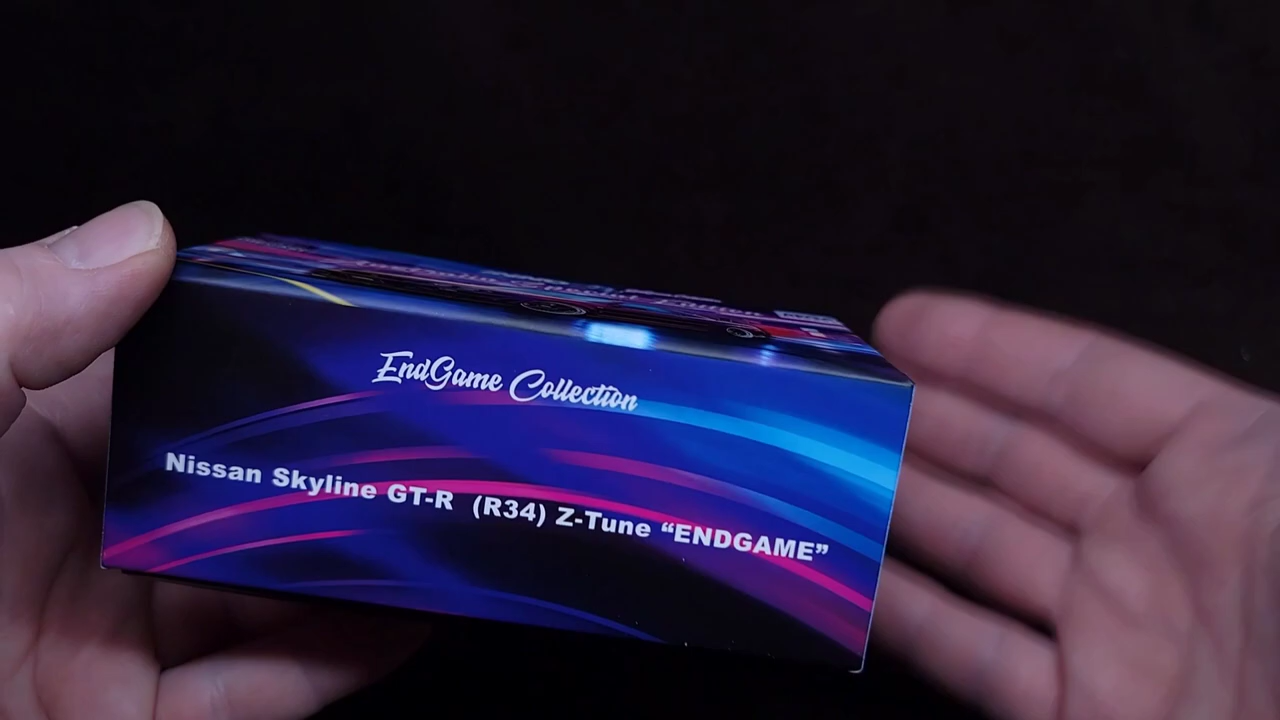 EndGame Collection
Nissan Skyline GT-R (R34) Z-Tune “ENDGAME”